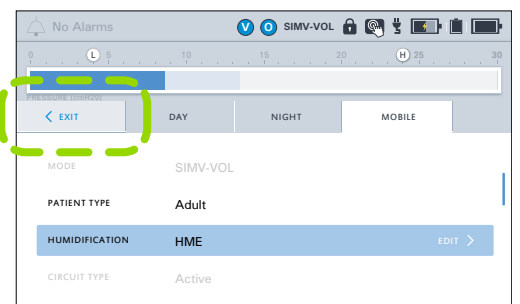 No Alarms V O SIMV-VOL
0 L 5 10 15 20 H 25 30
PRESSURE (cmH20)
EXIT DAY NIGHT MOBILE
MODE SIMV-VOL
PATIENT TYPE Adult
HUMIDIFICATION HME EDIT
CIRCUIT TYPE Active